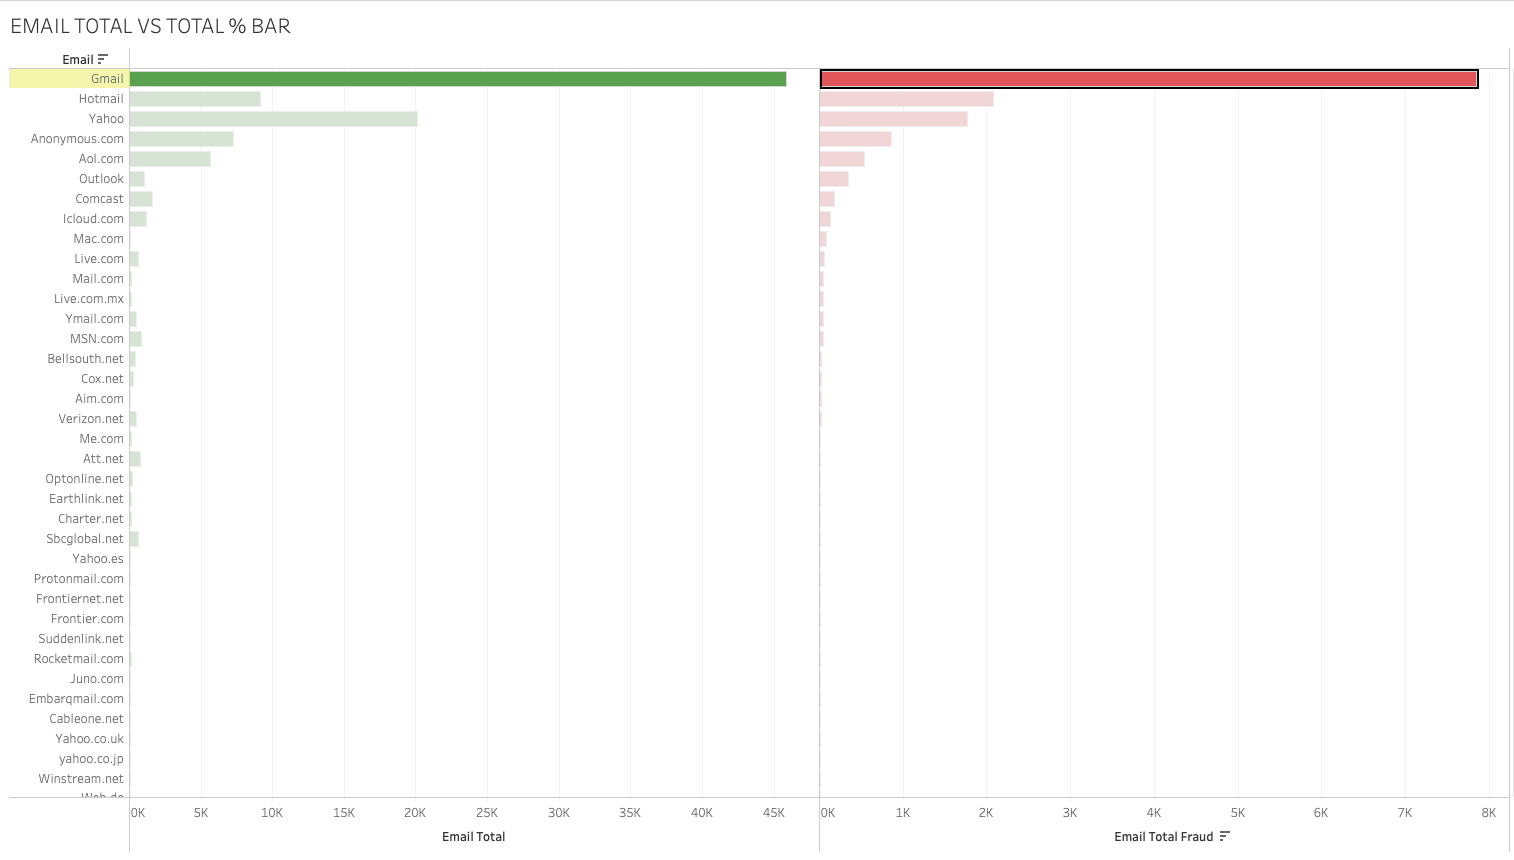 EMAIL TOTAL VS TOTAL % BAR
Email
Gmail
Hotmail
Yahoo
Anonymous.com
Aol.com
Outlook
Comcast
Icloud.com
Mac.com
Live.com
Mail.com
Live.com.mx
Ymail.com
MSN.com
Bellsouth.net
Cox.net
Aim.com
Verizon.net
Me.com
Att.net
Optonline.net
Earthlink.net
Charter.net
Sbcglobal.net
Yahoo.es
Protonmail.com
Frontiernet.net
Frontier.com
Suddenlink.net
Rocketmail.com
Juno.com
Embarqmail.com
Cableone.net
Yahoo.co.uk
yahoo.co.jp
Winstream.net
Web.de
0K 5K 10K 15K 20K 25K 30K 35K 40K 45K 0K 1K 2K 3K 4K 5K 6K 7K 8K
Email Total Email Total Fraud